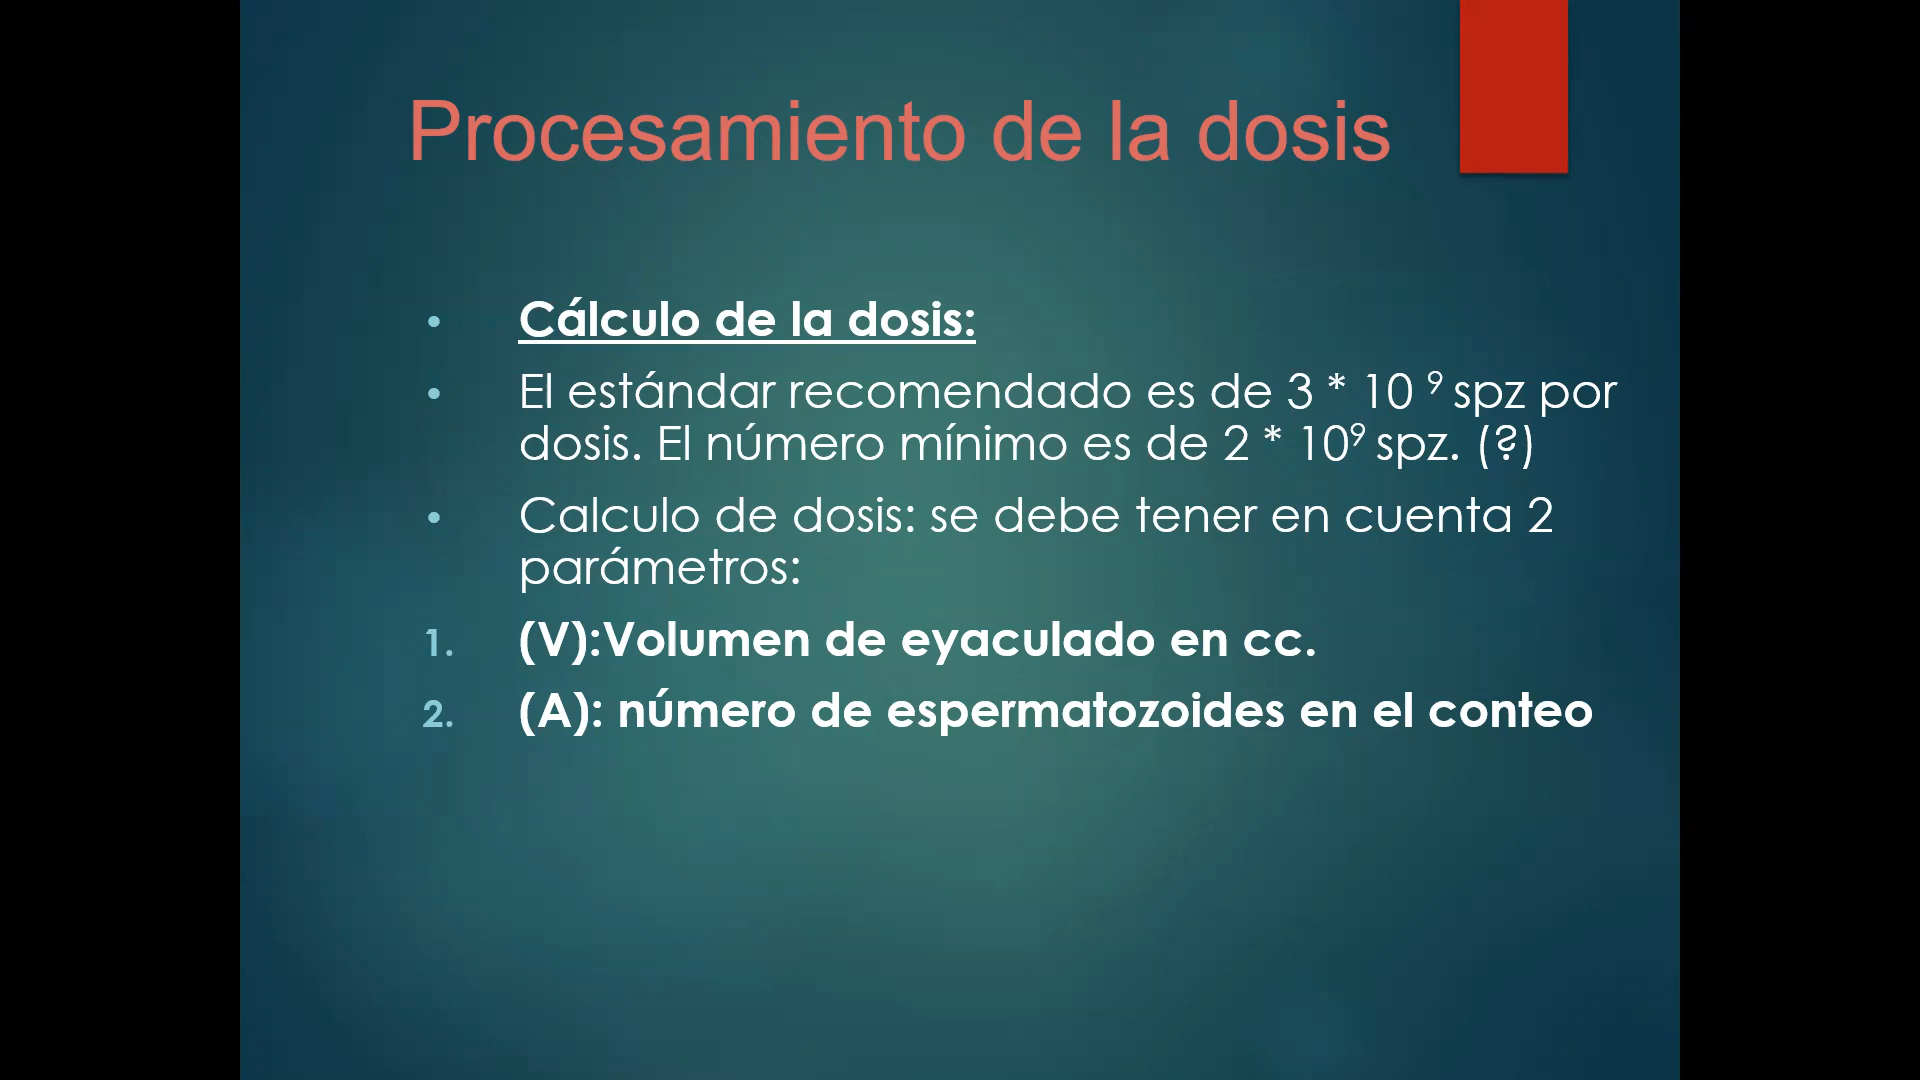 Procesamiento de la dosis
• Cálculo de la dosis:
• El estándar recomendado es de 3 * 10 ⁹ spz por
dosis. El número mínimo es de 2 * 10⁹ spz. (?)
• Calculo de dosis: se debe tener en cuenta 2
parámetros:
1. (V):Volumen de eyaculado en cc.
2. (A): número de espermatozoides en el conteo